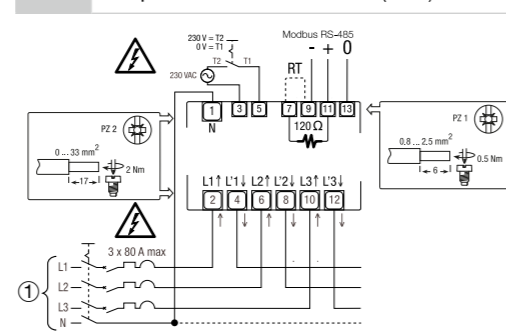 230 V = T2
0 V = T1
T2 T1
230 VAC
Modbus RS-485
- + 0
RT
1 3 5 7 9 11 13
N
120 Ω
PZ 2
0 ... 33 mm2
2 Nm
17
PZ 1
0.8 ... 2,5 mm2
0.5 Nm
6
L1↑ L'1↓ L2↑ L'2↓ L3↑ L'3↓
2 4 6 8 10 12
3 x 80 A max
1
L1
L2
L3
N